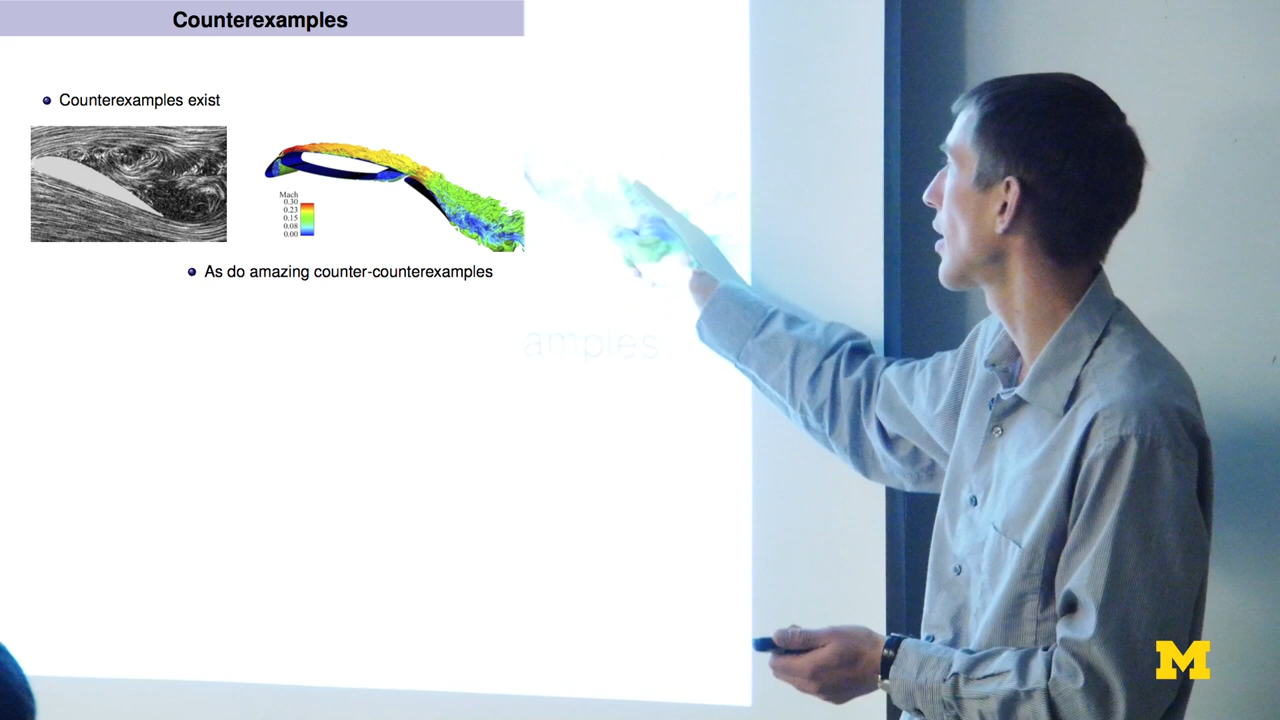 Counterexamples
Counterexamples exist
Mach
0.30
0.23
0.15
0.08
0.00
As do amazing counter-counterexamples
amples
M